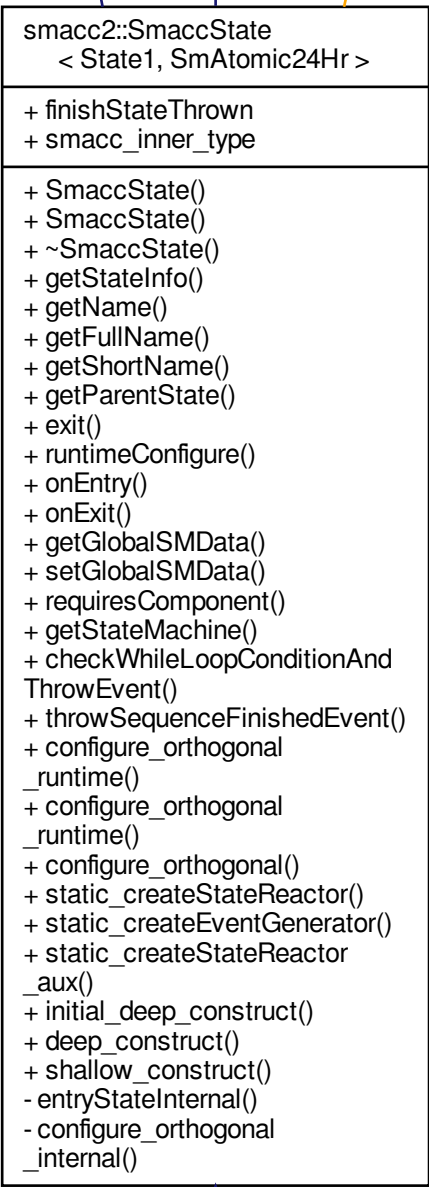 smacc2::SmaccState
< State1, SmAtomic24Hr >
+ finishStateThrown
+ smacc_inner_type
+ SmaccState()
+ SmaccState()
+ ~SmaccState()
+ getStateInfo()
+ getName()
+ getFullName()
+ getShortName()
+ getParentState()
+ exit()
+ runtimeConfigure()
+ onEntry()
+ onExit()
+ getGlobalSMData()
+ setGlobalSMData()
+ requiresComponent()
+ getStateMachine()
+ checkWhileLoopConditionAnd
ThrowEvent()
+ throwSequenceFinishedEvent()
+ configure_orthogonal
_runtime()
+ configure_orthogonal
_runtime()
+ configure_orthogonal()
+ static_createStateReactor()
+ static_createEventGenerator()
+ static_createStateReactor
_aux()
+ initial_deep_construct()
+ deep_construct()
+ shallow_construct()
- entryStateInternal()
- configure_orthogonal
_internal()